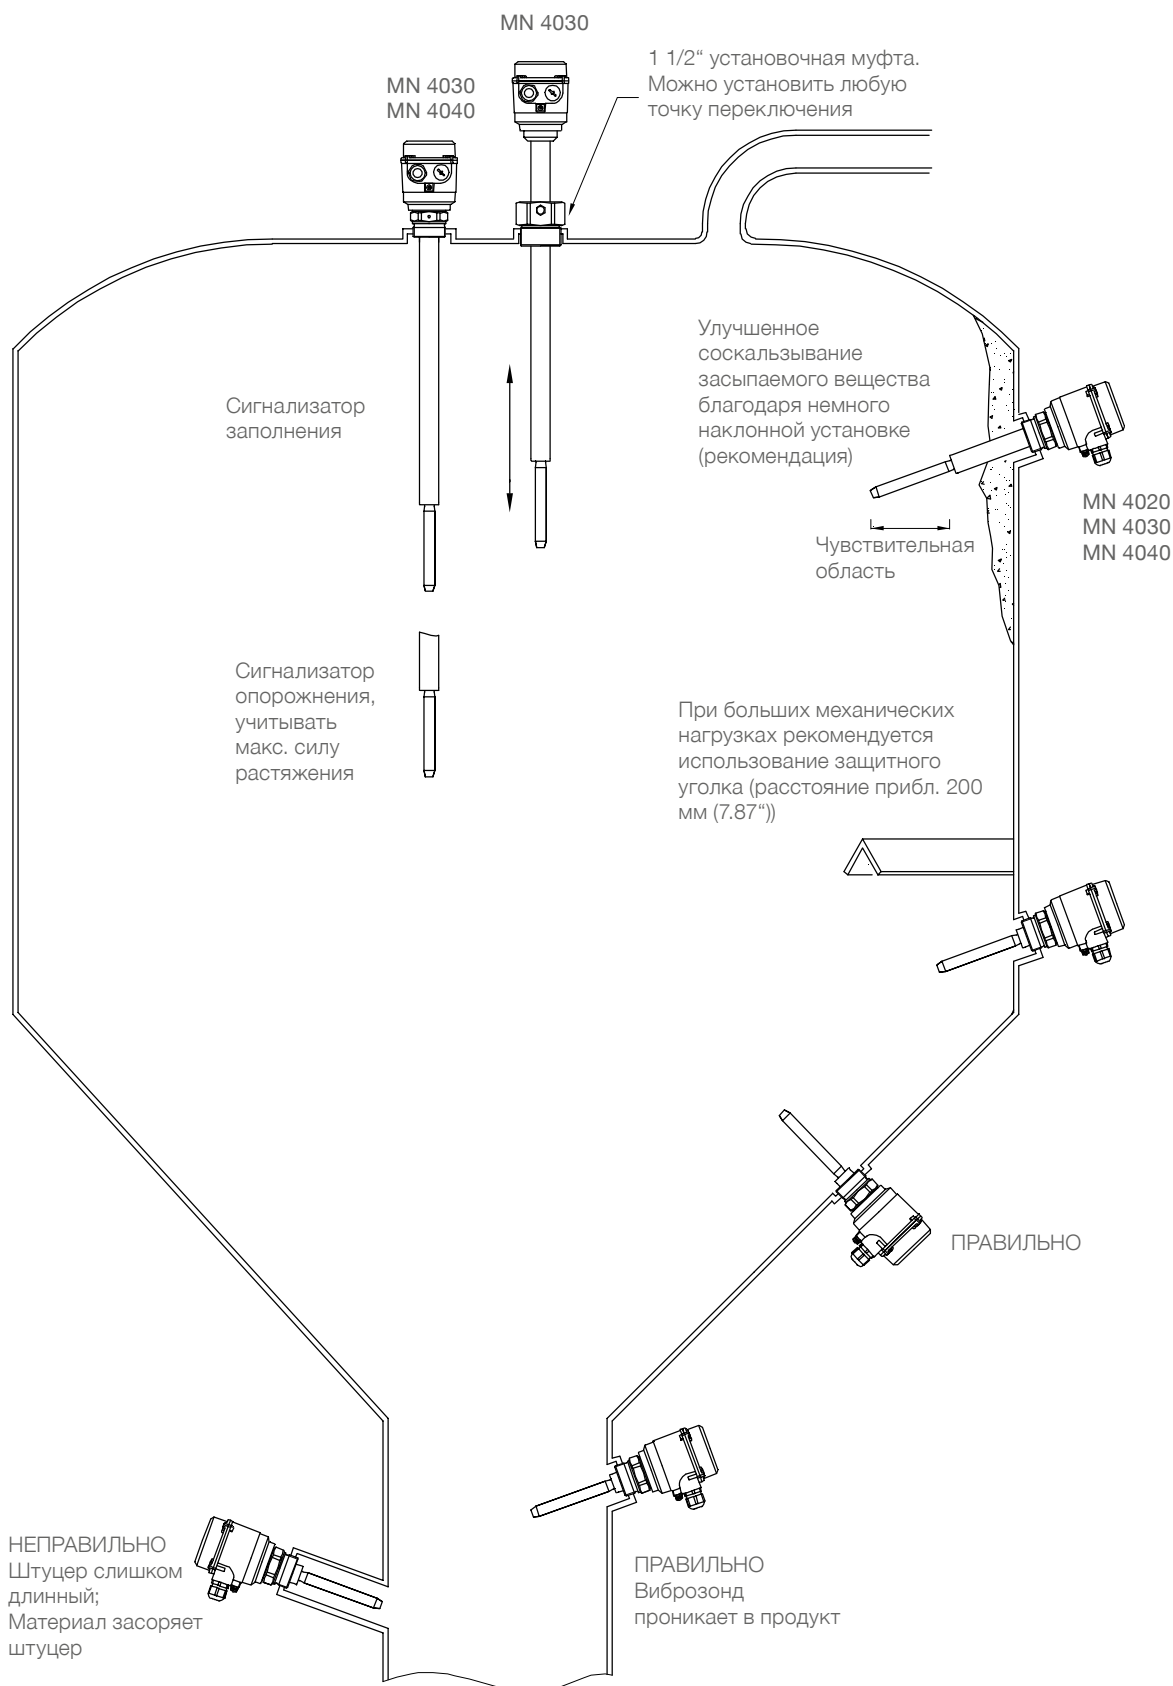 MN 4030
1 1/2“ установочная муфта.
Можно установить любую
точку переключения
MN 4030
MN 4040
Улучшенное
соскальзывание
засыпаемого вещества
благодаря немного
наклонной установке
(рекомендация)
Сигнализатор
заполнения
MN 4020
MN 4030
MN 4040
Чувствительная
область
Сигнализатор
опорожнения,
учитывать
макс. силу
растяжения
При больших механических
нагрузках рекомендуется
использование защитного
уголка (расстояние прибл. 200
мм (7.87“))
ПРАВИЛЬНО
НЕПРАВИЛЬНО
Штуцер слишком
длинный;
Материал засоряет
штуцер
ПРАВИЛЬНО
Виброзонд
проникает в продукт